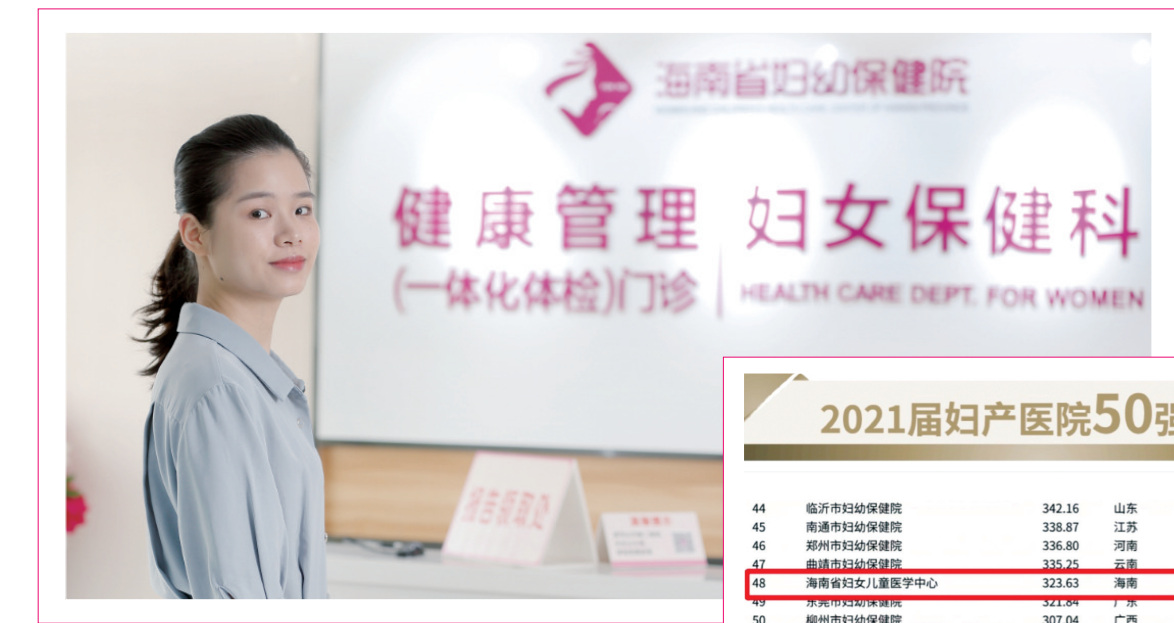 海南省妇幼保健院
健康管理 妇女保健科
(一体化体检)门诊 HEALTH CARE DEPT. FOR WOMEN
报告领取处
2021届妇产医院50强
44 临沂市妇幼保健院 342.16 山东
45 南通市妇幼保健院 338.87 江苏
46 郑州市妇幼保健院 336.80 河南
47 曲靖市妇幼保健院 335.25 云南
48 海南省妇女儿童医学中心 323.63 海南
49 东莞市妇幼保健院 321.84 广东
50 柳州市妇幼保健院 307.04 广西